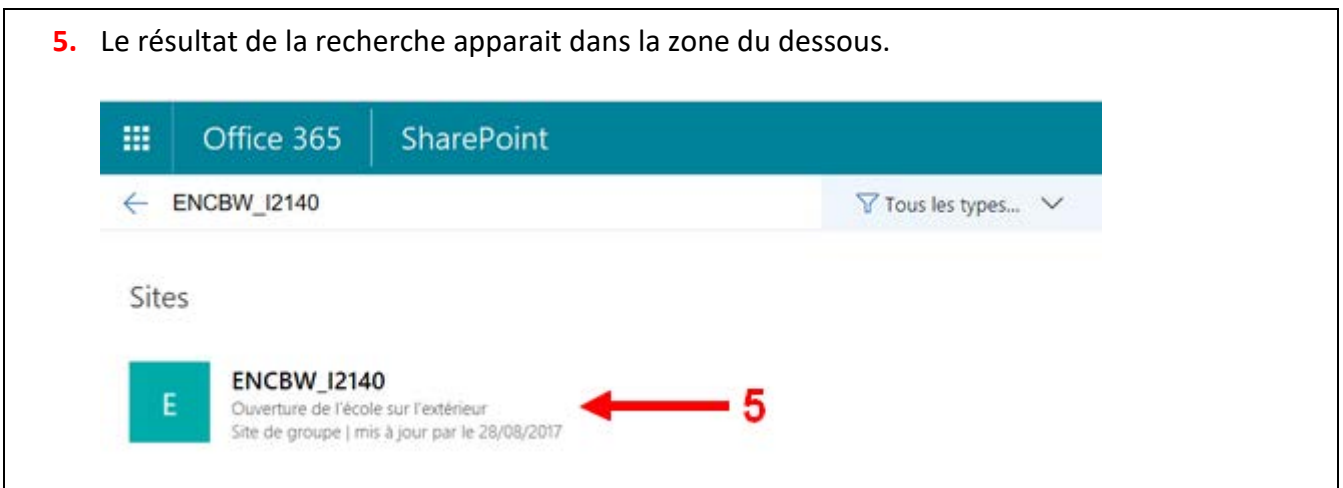 5. Le résultat de la recherche apparait dans la zone du dessous.
Office 365 SharePoint
ENCBW_I2140 Tous les types...
Sites
E
ENCBW_I2140
Ouverture de l'école sur l'extérieur
Site de groupe | mis à jour par le 28/08/2017
5